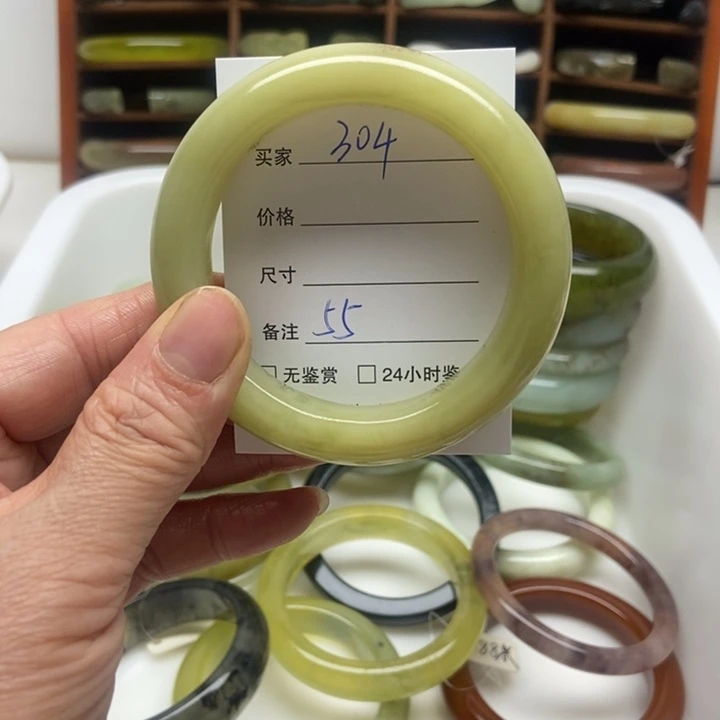 买家 304
价格
尺寸
备注 55
无鉴赏 24小时鉴